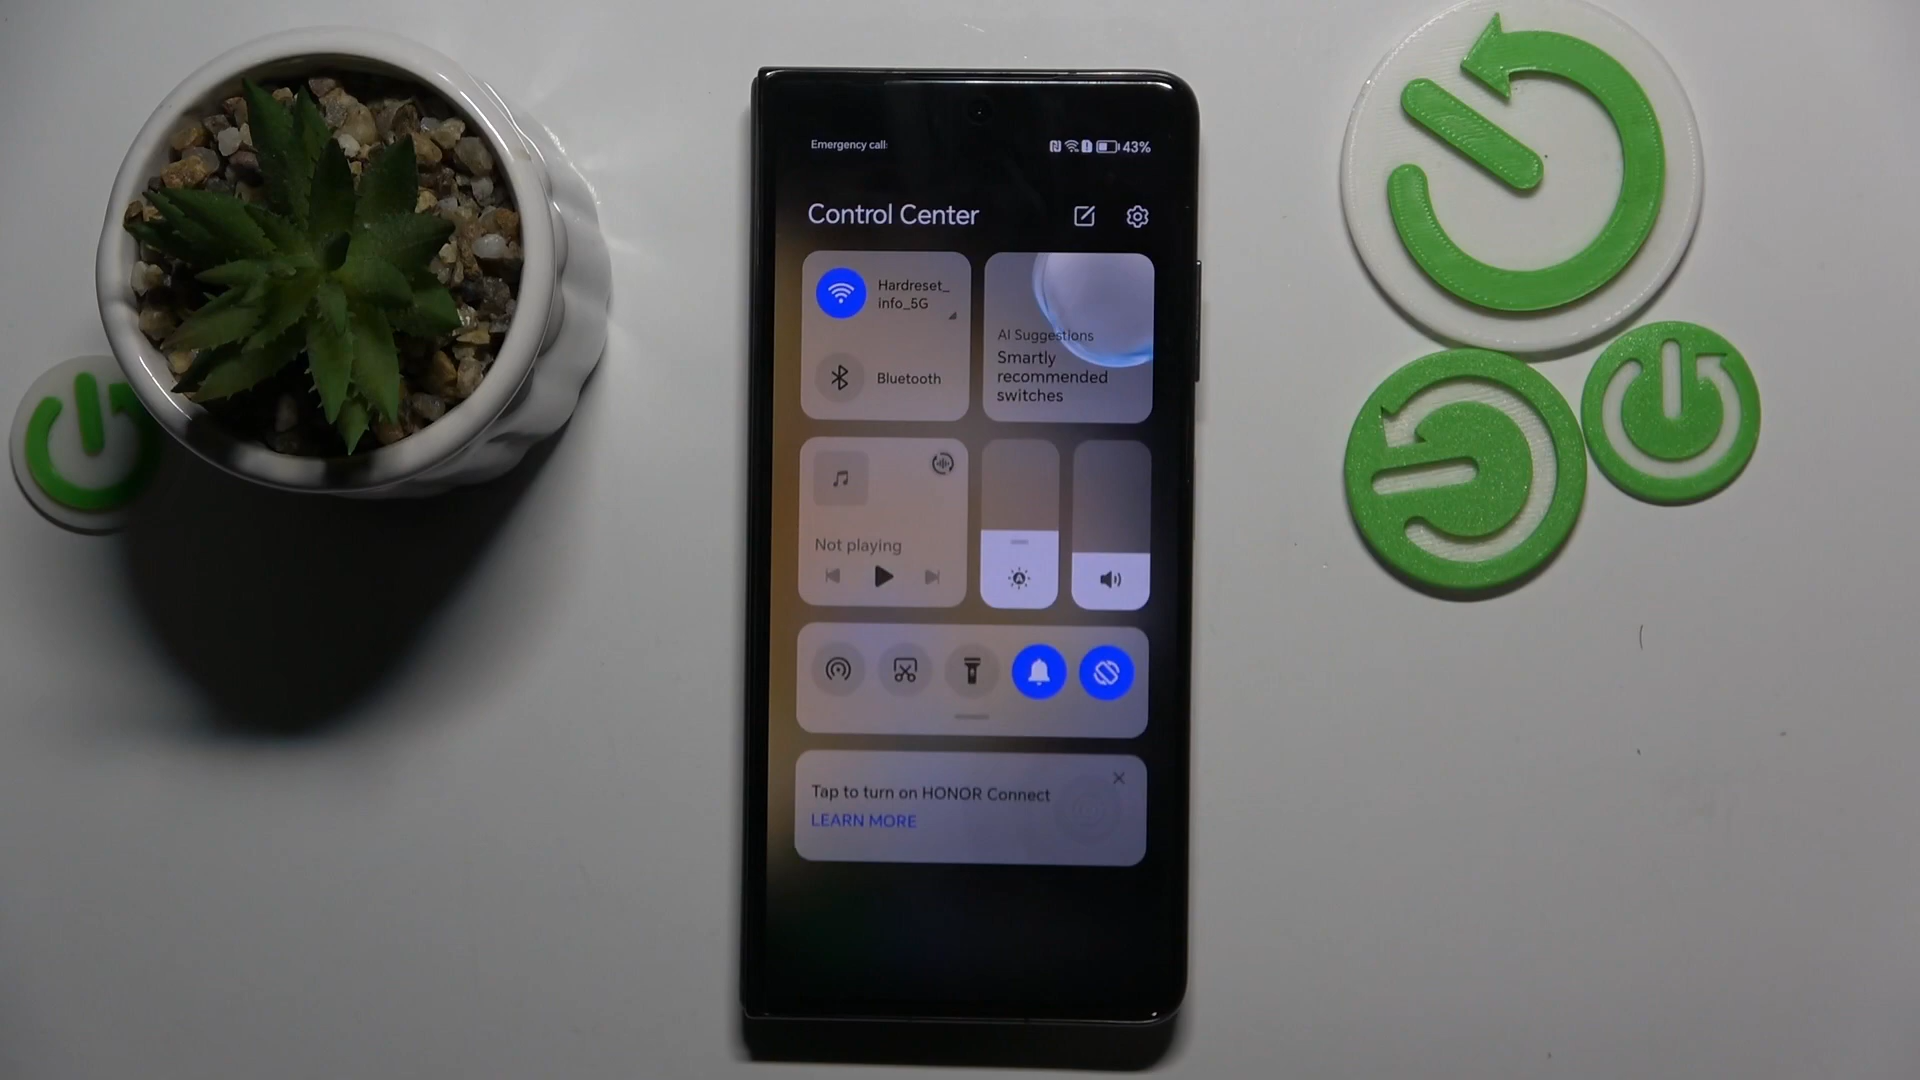 Emergency call
43%
Control Center
Hardreset_
info_5G
Bluetooth
AI Suggestions
Smartly
recommended
switches
Not playing
Tap to turn on HONOR Connect
LEARN MORE